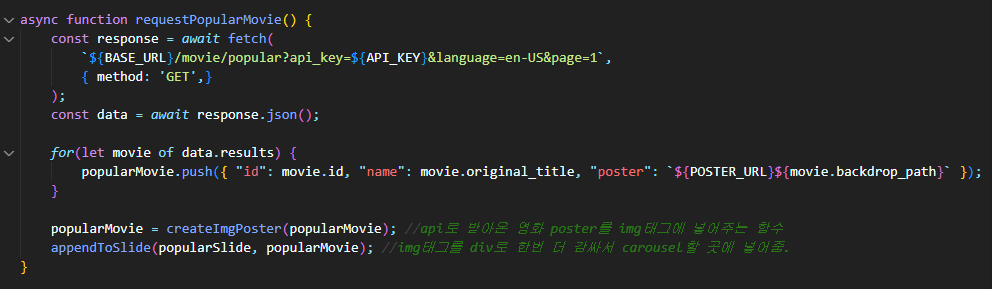 async function requestPopularMovie() {
const response = await fetch(
`${BASE_URL}/movie/popular?api_key=${API_KEY}&language=en-US&page=1`,
{ method: 'GET',}
);
const data = await response.json();
for(let movie of data.results) {
popularMovie.push({ "id": movie.id, "name": movie.original_title, "poster": `${POSTER_URL}${movie.backdrop_path}` });
}
popularMovie = createImgPoster(popularMovie); //api로 받아온 영화 poster를 img태그에 넣어주는 함수
appendToSlide(popularSlide, popularMovie); //img태그를 div로 한번 더 감싸서 carousel할 곳에 넣어줌.
}